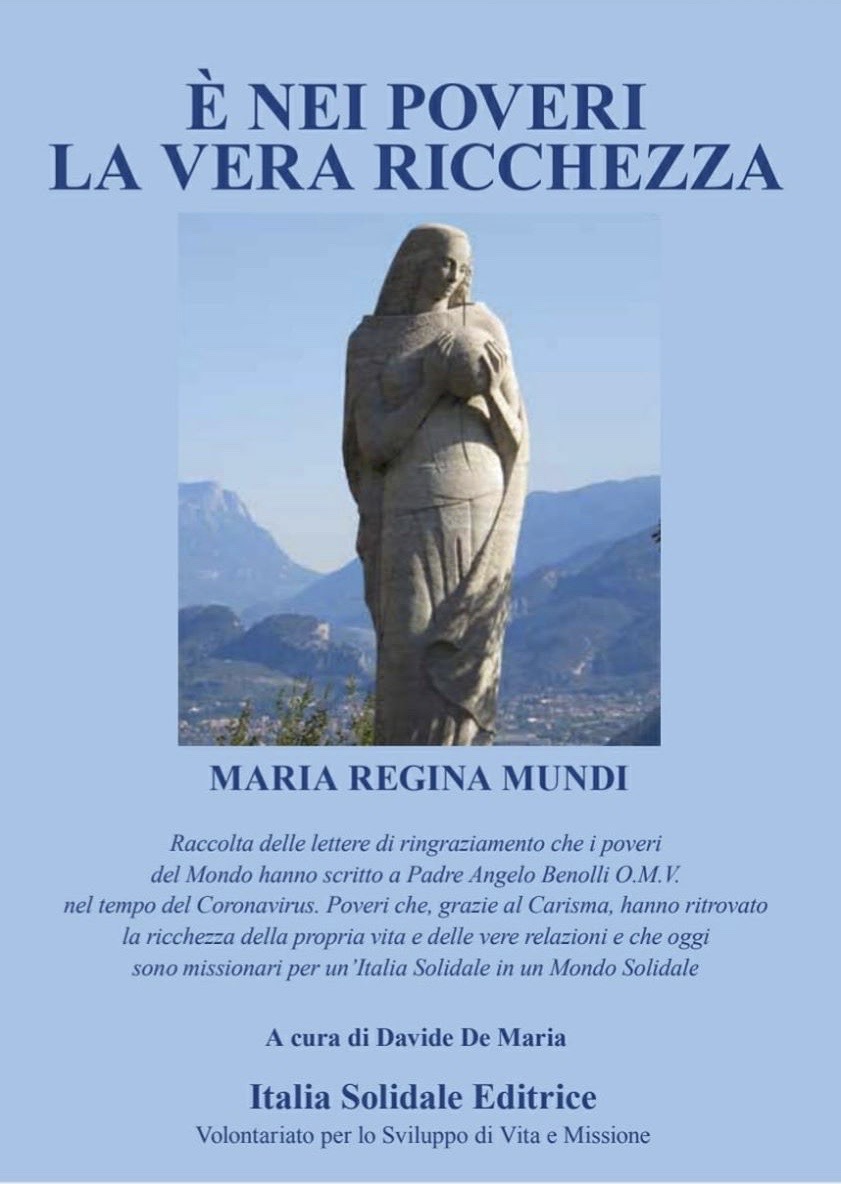 È NEI POVERI
LA VERA RICCHEZZA
MARIA REGINA MUNDI
Raccolta delle lettere di ringraziamento che i poveri
del Mondo hanno scritto a Padre Angelo Benolli O.M.V.
nel tempo del Coronavirus. Poveri che, grazie al Carisma, hanno ritrovato
la ricchezza della propria vita e delle vere relazioni e che oggi
sono missionari per un’Italia Solidale in un Mondo Solidale
A cura di Davide De Maria
Italia Solidale Editrice
Volontariato per lo Sviluppo di Vita e Missione